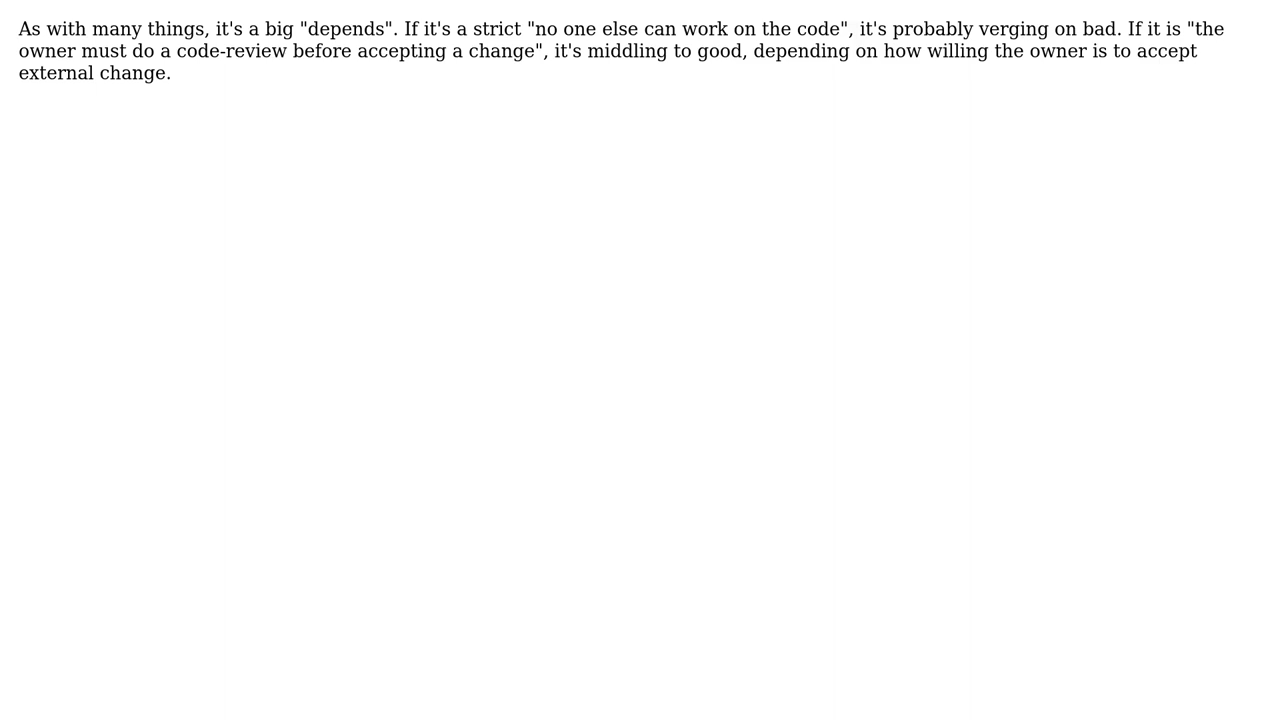 As with many things, it's a big "depends". If it's a strict "no one else can work on the code", it's probably verging on bad. If it is "the
owner must do a code-review before accepting a change", it's middling to good, depending on how willing the owner is to accept
external change.